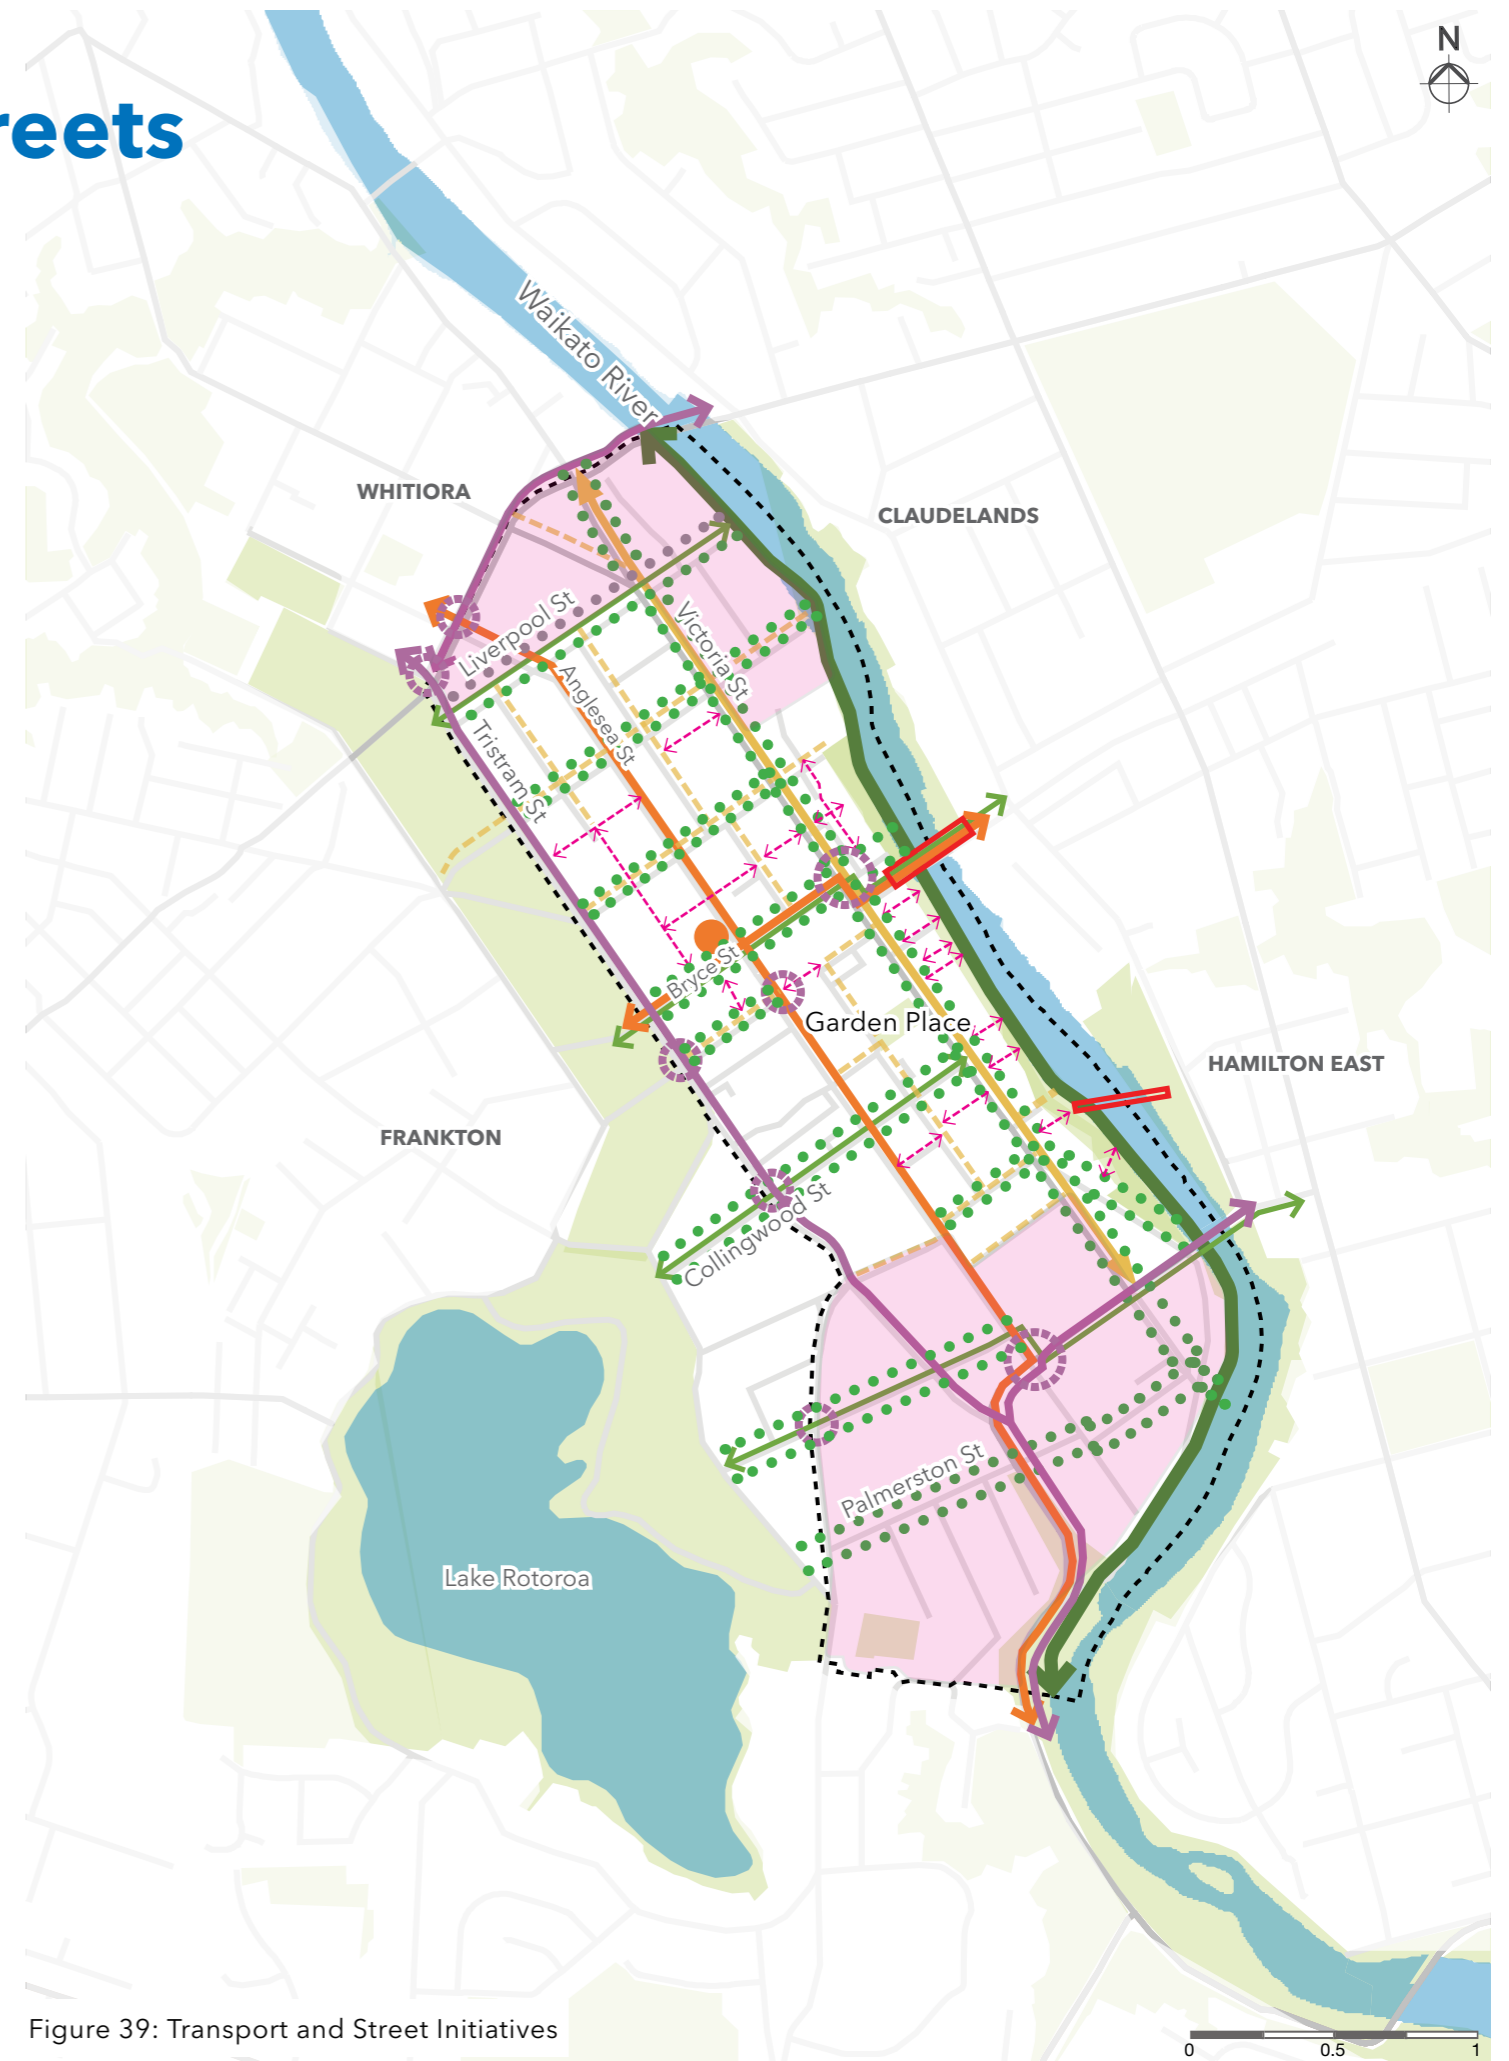 N
reets
Waikato River
WHITIORA
CLAUDELANDS
Liverpool St
Victoria St
Anglesea St
Tristram St
Bryce St
Garden Place
HAMILTON EAST
FRANKTON
Collingwood St
Palmerston St
Lake Rotoroa
Figure 39: Transport and Street Initiatives
0 0.5 1